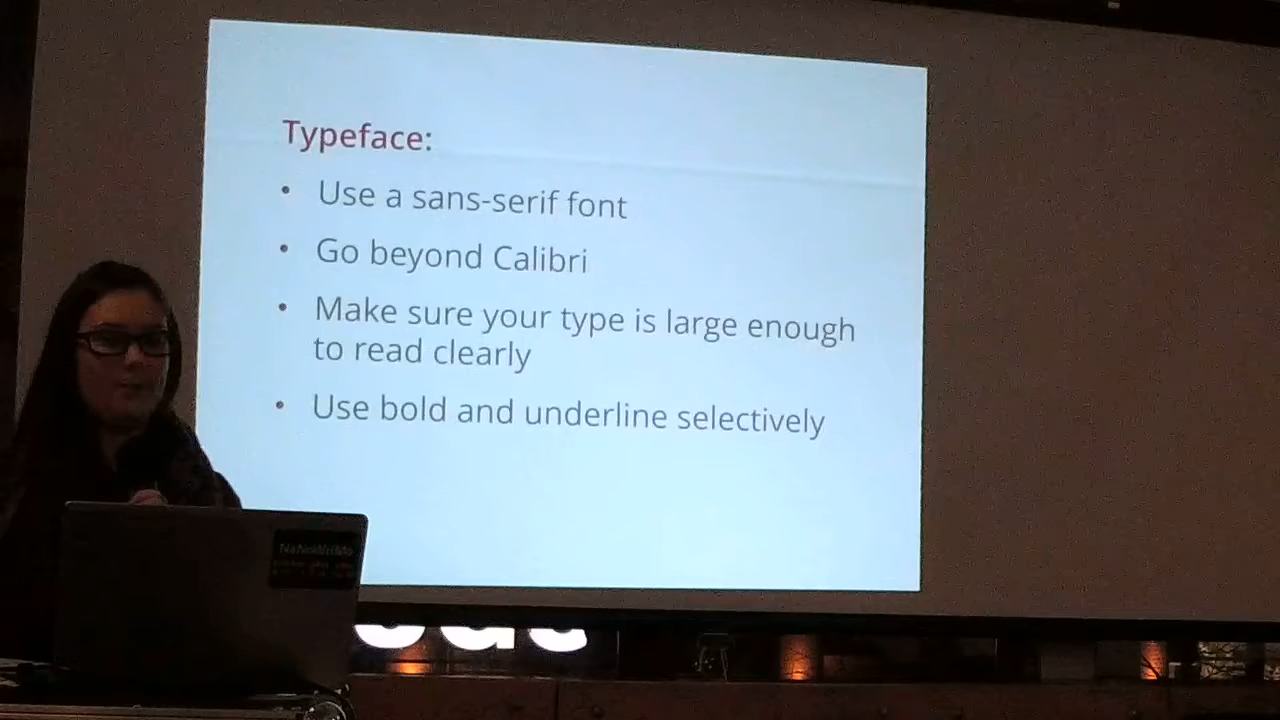 Typeface:
• Use a sans-serif font
• Go beyond Calibri
• Make sure your type is large enough
to read clearly
• Use bold and underline selectively
NaNoWriMo